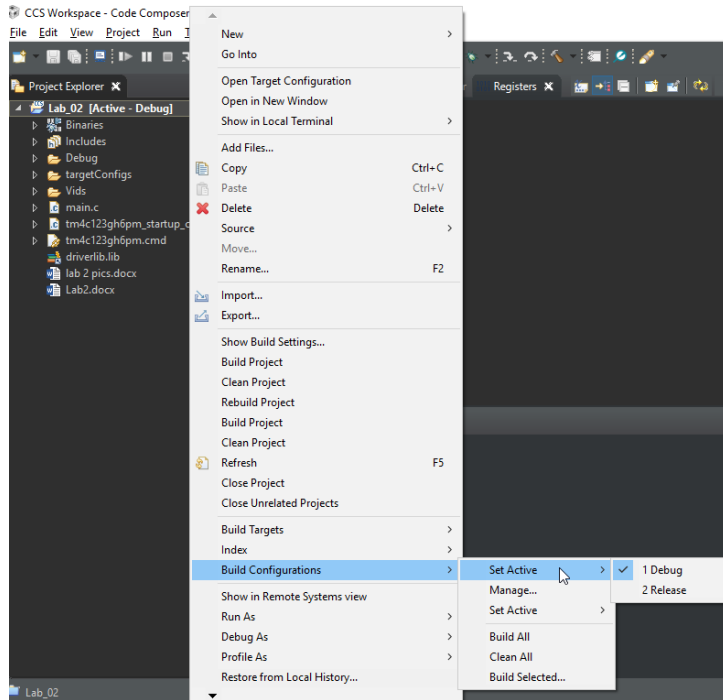 CCS Workspace - Code Composer
File Edit View Project Run
Project Explorer
Registers
Lab_02 [Active - Debug]
Binaries
Includes
Debug
targetConfigs
Vids
main.c
tm4c123gh6pm_startup_c
tm4c123gh6pm.cmd
driverlib.lib
lab 2 pics.docx
Lab2.docx
New
Go Into
Open Target Configuration
Open in New Window
Show in Local Terminal
Add Files...
Copy Ctrl+C
Paste Ctrl+V
Delete Delete
Source
Move...
Rename... F2
Import...
Export...
Show Build Settings...
Build Project
Clean Project
Rebuild Project
Build Project
Clean Project
Refresh F5
Close Project
Close Unrelated Projects
Build Targets
Index
Build Configurations
Show in Remote Systems view
Run As
Debug As
Profile As
Restore from Local History...
Set Active
Manage...
Set Active
Build All
Clean All
Build Selected...
1 Debug
2 Release
Lab_02